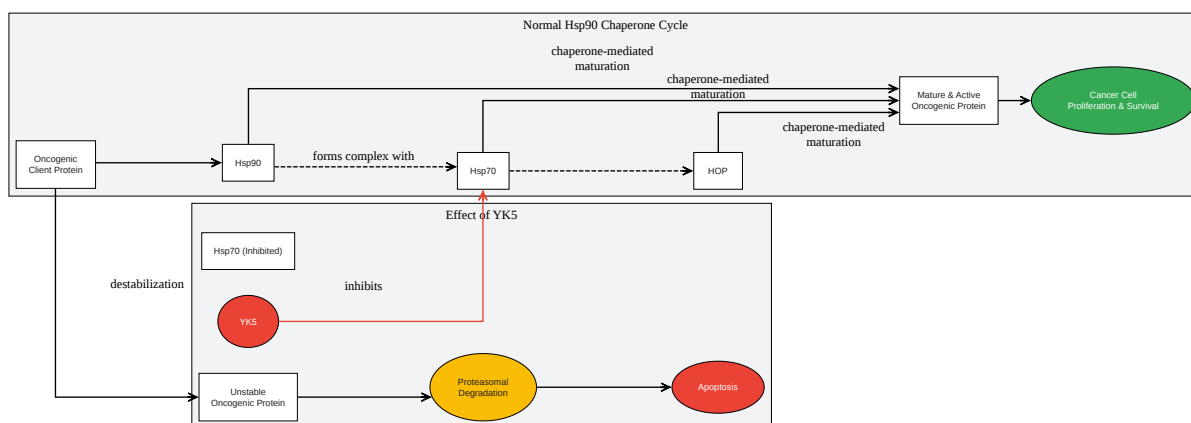 Normal Hsp90 Chaperone Cycle
chaperone-mediated
maturation
chaperone-mediated
maturation
Mature & Active
Oncogenic Protein
Cancer Cell
Proliferation & Survival
chaperone-mediated
maturation
Oncogenic
Client Protein
Hsp90
forms complex with
Hsp70
HOP
Effect of YK5
Hsp70 (Inhibited)
destabilization
inhibits
YK5
Unstable
Oncogenic Protein
Proteasomal
Degradation
Apoptosis